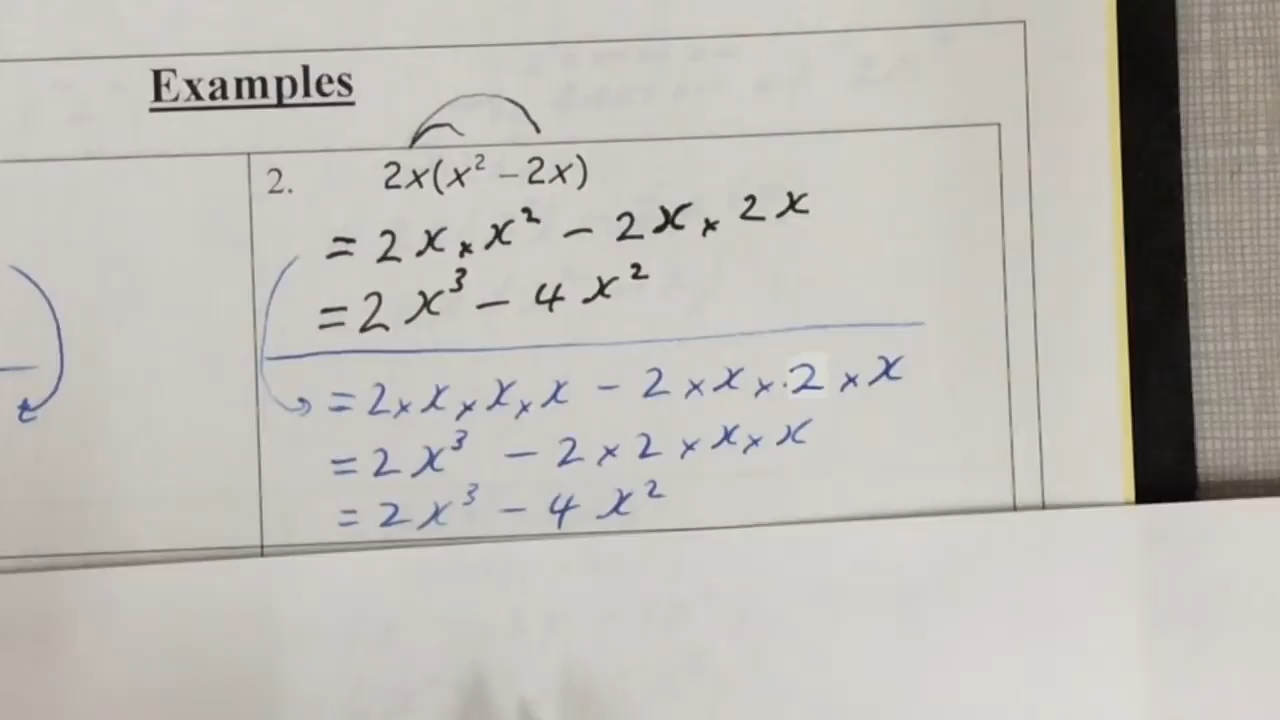 Examples
2. 2x(x² – 2x)
= 2x × x² – 2x × 2x
= 2x³ – 4x²
= 2 × x × x × x – 2 × x × 2 × x
= 2x³ – 2 × 2 × x × x
= 2x³ – 4x²